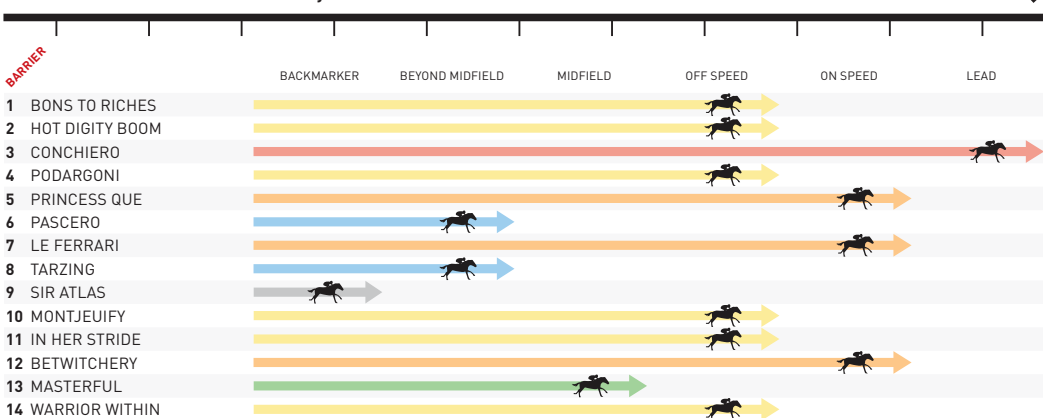 BARRIER
BACKMARKER BEYOND MIDFIELD MIDFIELD OFF SPEED ON SPEED LEAD
1 BONS TO RICHES
2 HOT DIGITY BOOM
3 CONCHIERO
4 PODARGONI
5 PRINCESS QUE
6 PASCERO
7 LE FERRARI
8 TARZING
9 SIR ATLAS
10 MONTJEUIFY
11 IN HER STRIDE
12 BETWITCHERY
13 MASTERFUL
14 WARRIOR WITHIN